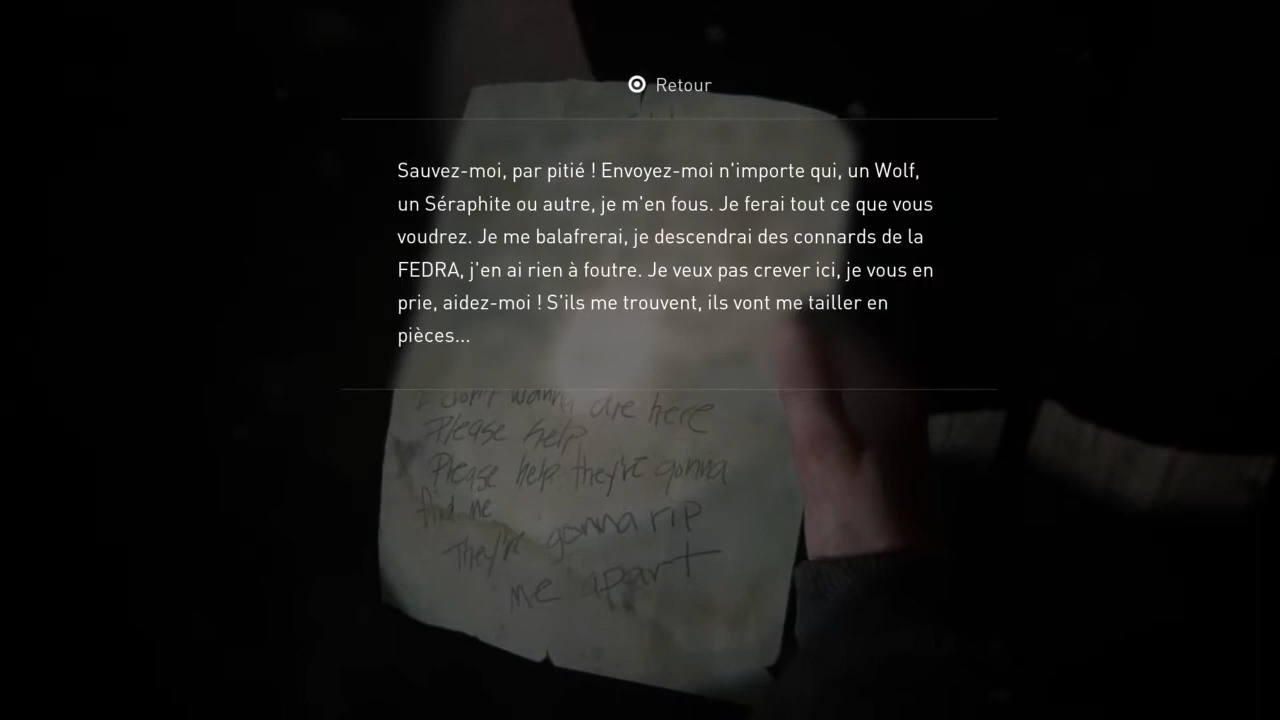 Retour
Sauvez-moi, par pitié ! Envoyez-moi n'importe qui, un Wolf,
un Séraphite ou autre, je m'en fous. Je ferai tout ce que vous
voudrez. Je me balafrerai, je descendrai des connards de la
FEDRA, j'en ai rien à foutre. Je veux pas crever ici, je vous en
prie, aidez-moi ! S'ils me trouvent, ils vont me tailler en
pièces...
I don't wanna die here
Please help
Please help they're gonna
find me
They're gonna rip
me apart